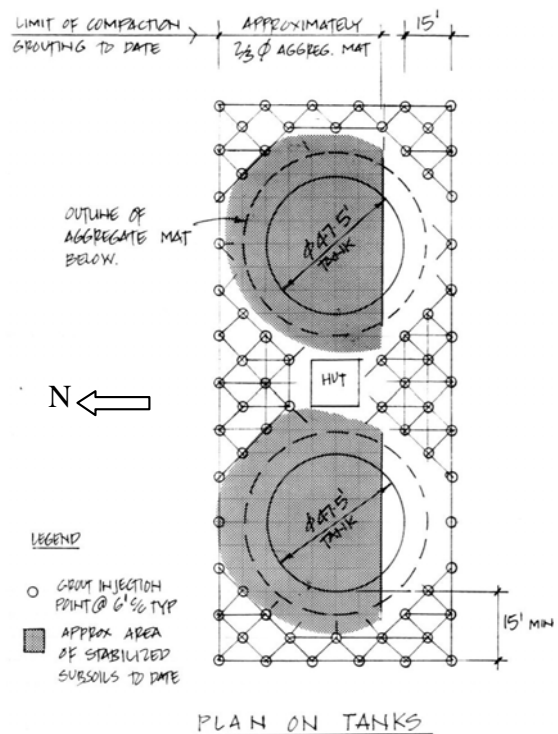 LIMIT OF COMPACTION
GROUTING TO DATE
APPROXIMATELY
2/3 Ø AGGREG. MAT
15'
OUTLINE OF
AGGREGATE MAT
BELOW.
Ø 47.5'
TANK
HUT
N
Ø 47.5'
TANK
LEGEND
GROUT INJECTION
POINT @ 6' c/c TYP
APPROX AREA
OF STABILIZED
SUBSOILS TO DATE
15' MIN
PLAN ON TANKS